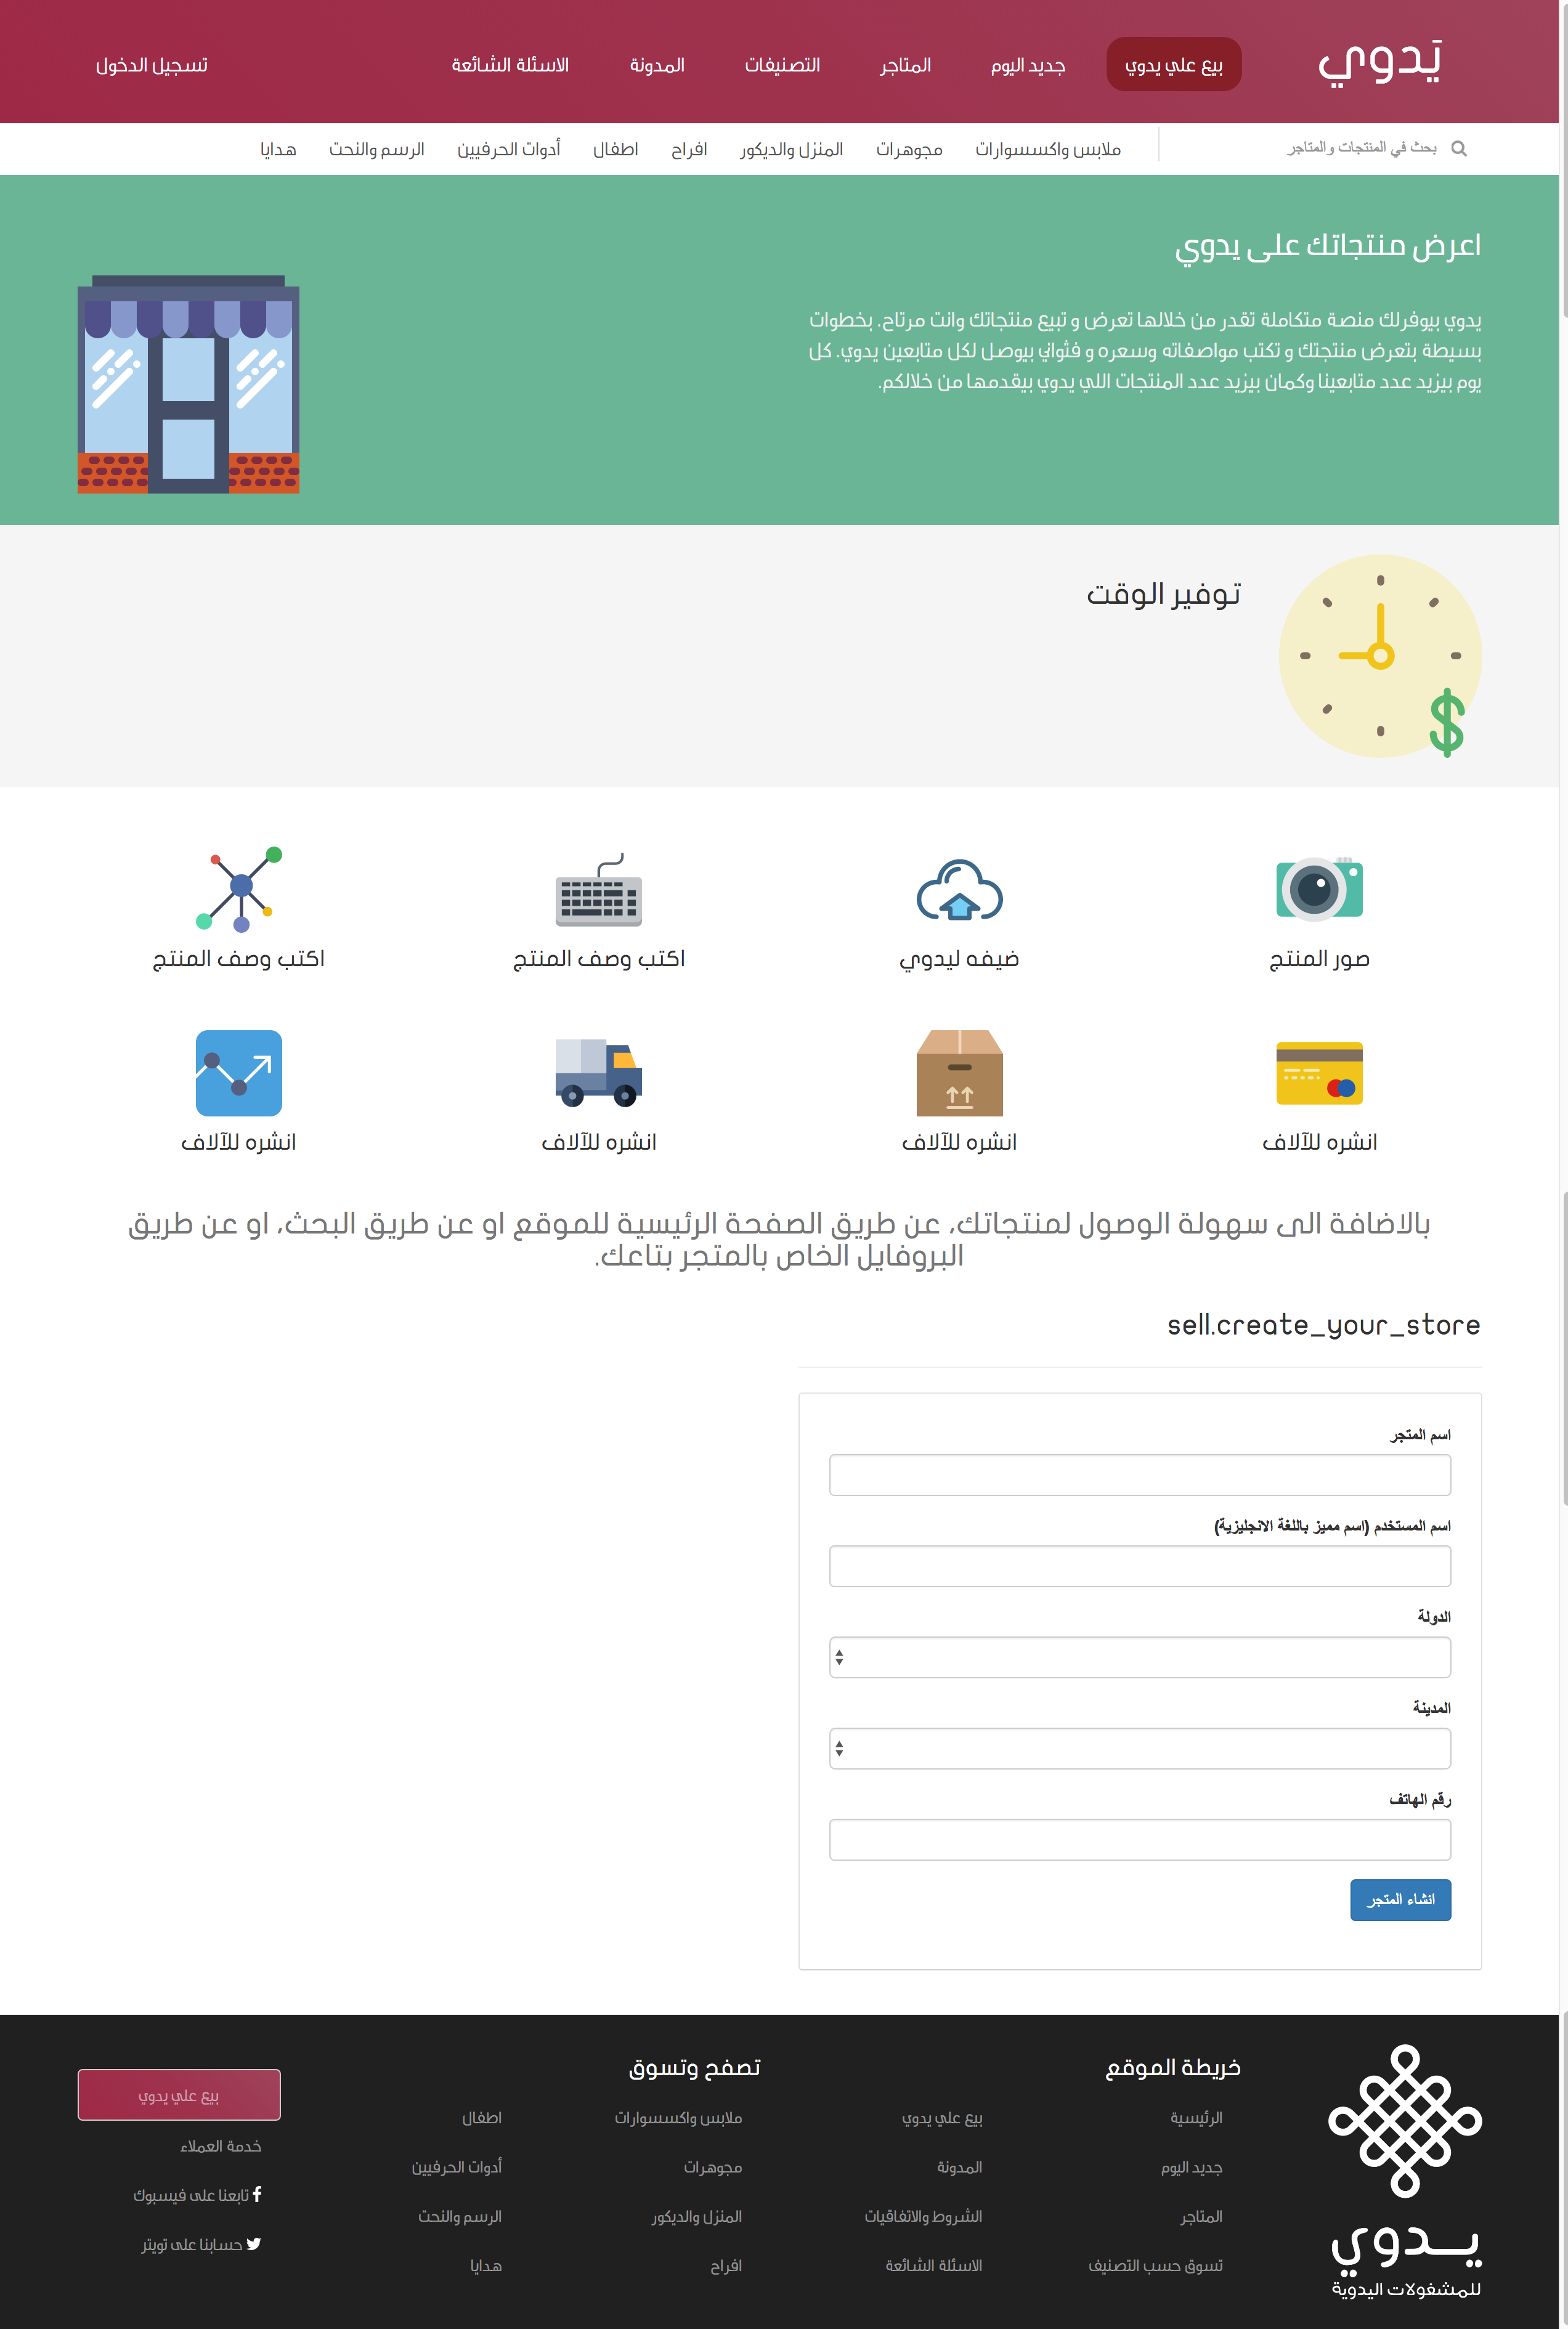 يَدوي
بيع علي يدوي
جديد اليوم
المتاجر
التصنيفات
المدونة
الاسئلة الشائعة
تسجيل الدخول
بحث في المنتجات والمتاجر
ملابس واكسسوارات
مجوهرات
المنزل والديكور
افراح
اطفال
أدوات الحرفيين
الرسم والنحت
هدايا
اعرض منتجاتك على يدوي
يدوي بيوفرلك منصة متكاملة تقدر من خلالها تعرض و تبيع منتجاتك وانت مرتاح. بخطوات
بسيطة بتعرض منتجتك و تكتب مواصفاته وسعره و فثواني بيوصل لكل متابعين يدوي. كل
يوم بيزيد عدد متابعينا وكمان بيزيد عدد المنتجات اللي يدوي بيقدمها من خلالكم.
توفير الوقت
صور المنتج
ضيفه ليدوي
اكتب وصف المنتج
اكتب وصف المنتج
انشره للآلاف
انشره للآلاف
انشره للآلاف
انشره للآلاف
بالاضافة الى سهولة الوصول لمنتجاتك، عن طريق الصفحة الرئيسية للموقع او عن طريق البحث، او عن طريق
البروفايل الخاص بالمتجر بتاعك.
sell.create_your_store
اسم المتجر
اسم المستخدم (اسم مميز باللغة الانجليزية)
الدولة
المدينة
رقم الهاتف
انشاء المتجر
خريطة الموقع
الرئيسية
بيع علي يدوي
جديد اليوم
المدونة
المتاجر
الشروط والاتفاقيات
تسوق حسب التصنيف
الاسئلة الشائعة
تصفح وتسوق
ملابس واكسسوارات
اطفال
مجوهرات
أدوات الحرفيين
المنزل والديكور
الرسم والنحت
افراح
هدايا
بيع علي يدوي
خدمة العملاء
تابعنا على فيسبوك
حسابنا على تويتر
يـدوي
للمشغولات اليدوية